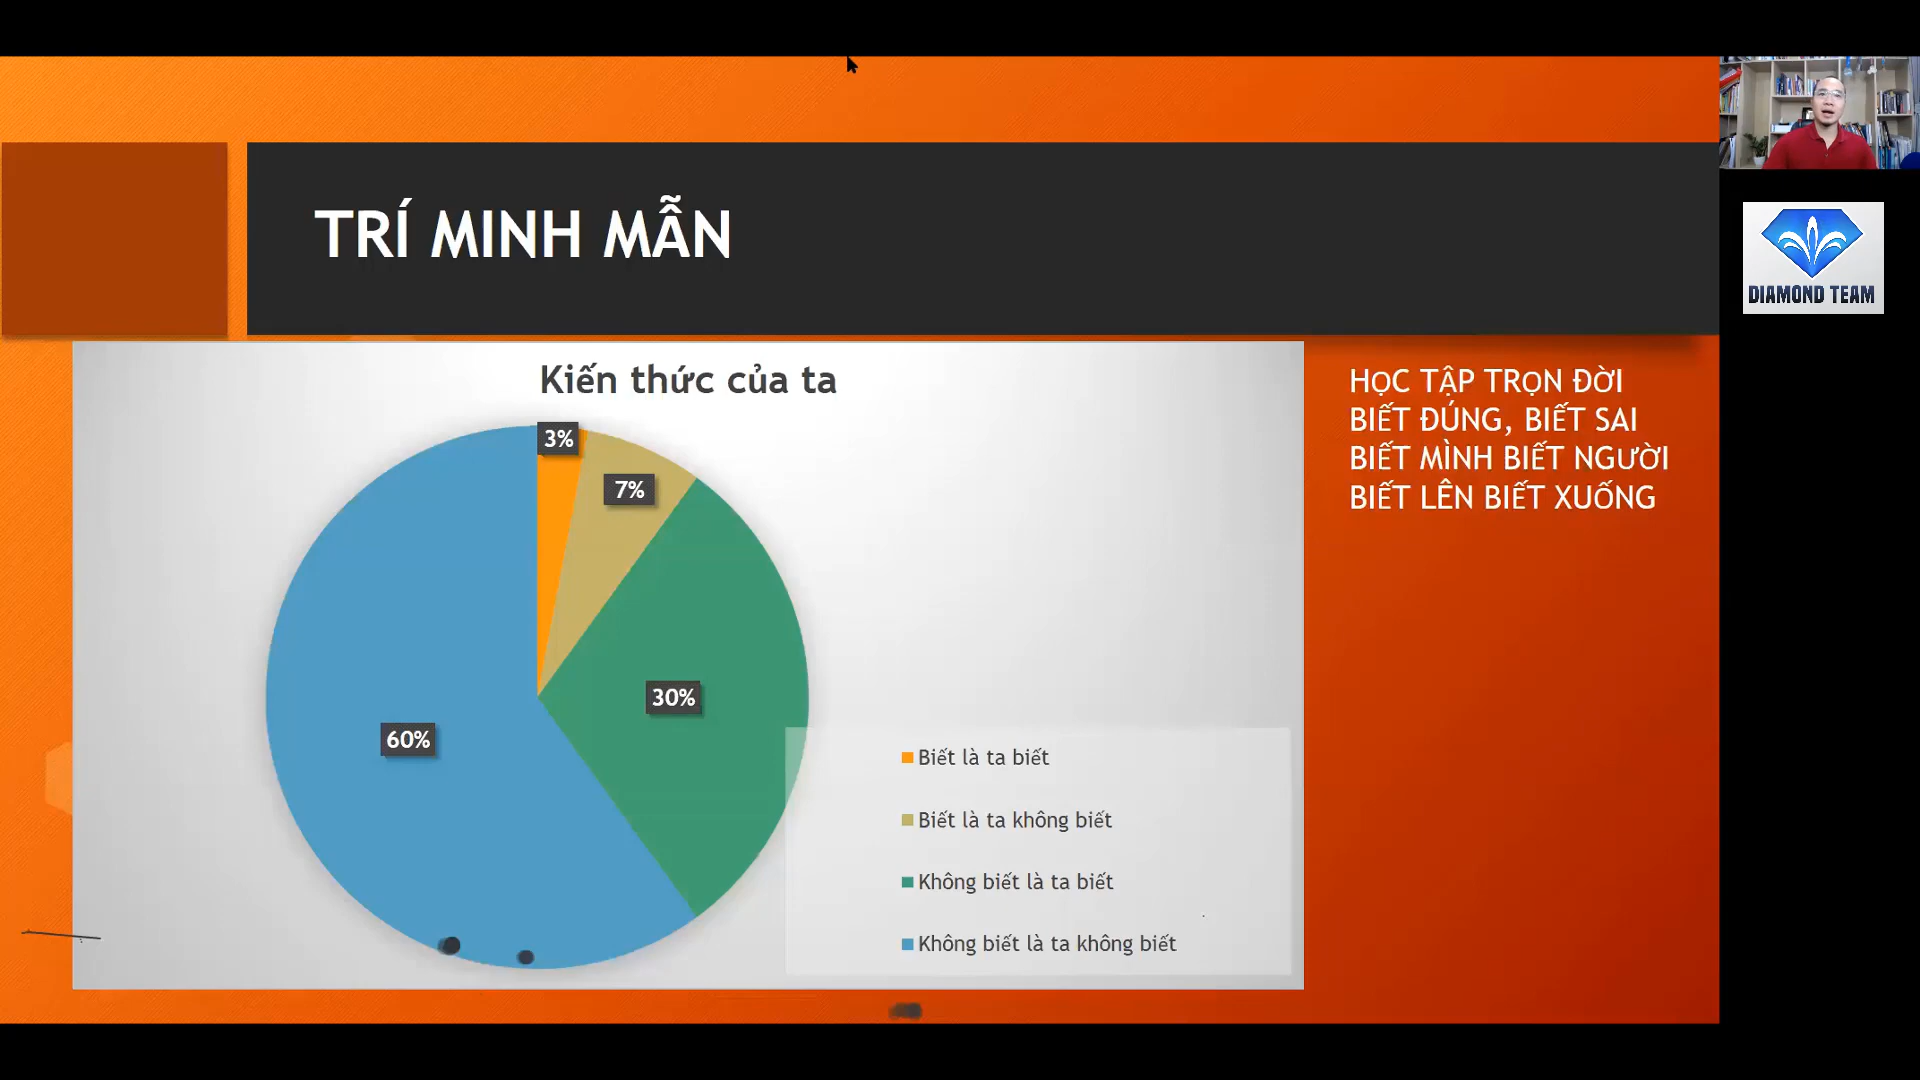 TRÍ MINH MẪN
Kiến thức của ta
3%
7%
30%
60%
Biết là ta biết
Biết là ta không biết
Không biết là ta biết
Không biết là ta không biết
HỌC TẬP TRỌN ĐỜI
BIẾT ĐÚNG, BIẾT SAI
BIẾT MÌNH BIẾT NGƯỜI
BIẾT LÊN BIẾT XUỐNG
DIAMOND TEAM